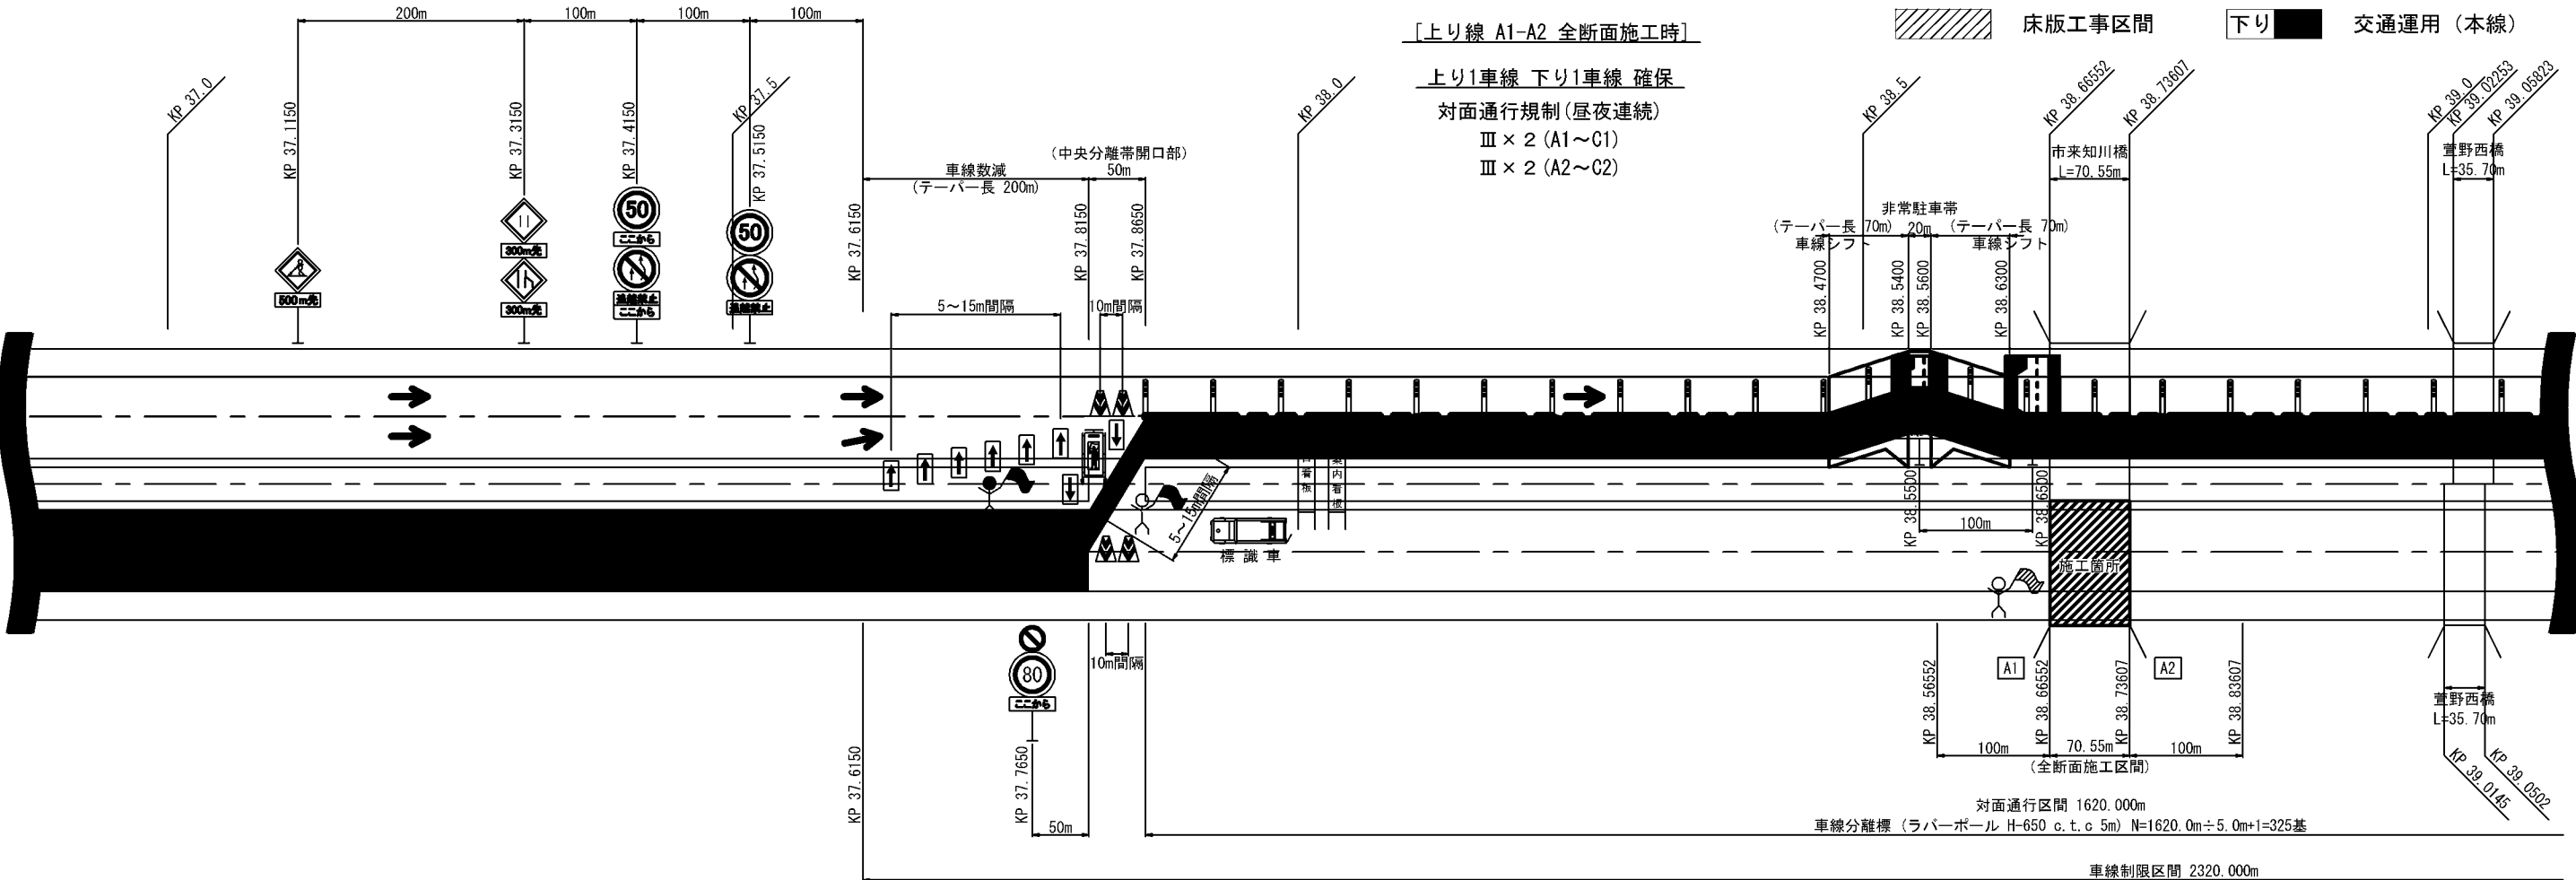 200m
100m
100m
100m
[上り線 A1-A2 全断面施工時]
床版工事区間
下り
交通運用（本線）
上り1車線 下り1車線 確保
対面通行規制(昼夜連続)
Ⅲ × 2 (A1～C1)
Ⅲ × 2 (A2～C2)
KP 37.0
KP 37.1150
KP 37.3150
KP 37.4150
KP 37.5
KP 37.5150
KP 37.6150
KP 37.8150
KP 37.8650
KP 38.0
KP 38.5
KP 38.66552
KP 38.73607
KP 39.0
KP 39.02253
KP 39.05823
車線数減
(テーパー長 200m)
(中央分離帯開口部)
50m
市来知川橋
L=70.55m
萱野西橋
L=35.70m
非常駐車帯
(テーパー長 70m)
車線シフト
20m
(テーパー長 70m)
車線シフト
KP 38.4700
KP 38.5400
KP 38.5600
KP 38.6300
500m先
300m先
300m先
50
ここから
追越禁止
ここから
50
追越禁止
5～15m間隔
10m間隔
5～15m間隔
看板
案内看板
標識車
KP 38.5500
KP 38.6500
100m
施工箇所
10m間隔
80
ここから
KP 37.6150
KP 37.7650
50m
A1
A2
KP 38.56552
KP 38.66552
KP 38.73607
KP 38.83607
100m
70.55m
100m
(全断面施工区間)
萱野西橋
L=35.70m
KP 39.0145
KP 39.0502
対面通行区間 1620.000m
車線分離標 (ラバーポール H-650 c.t.c 5m) N=1620.0m÷5.0m+1=325基
車線制限区間 2320.000m